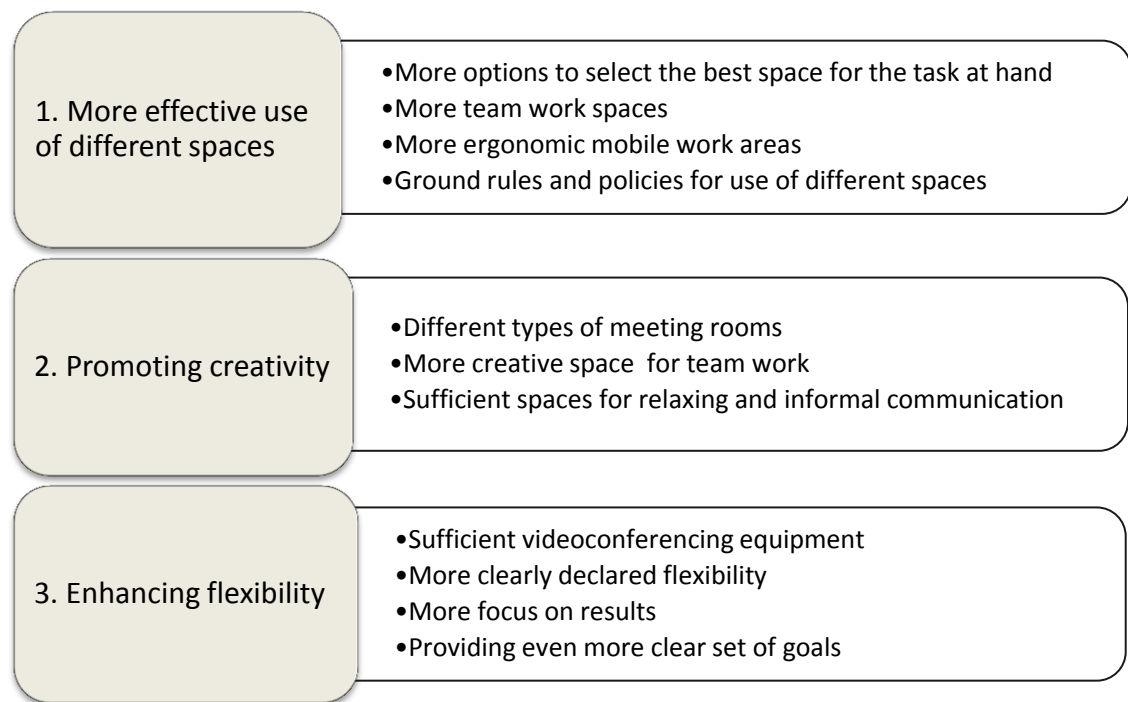 1. More effective use
of different spaces
•More options to select the best space for the task at hand
•More team work spaces
•More ergonomic mobile work areas
•Ground rules and policies for use of different spaces
2. Promoting creativity
•Different types of meeting rooms
•More creative space  for team work
•Sufficient spaces for relaxing and informal communication
3. Enhancing flexibility
•Sufficient videoconferencing equipment
•More clearly declared flexibility
•More focus on results
•Providing even more clear set of goals